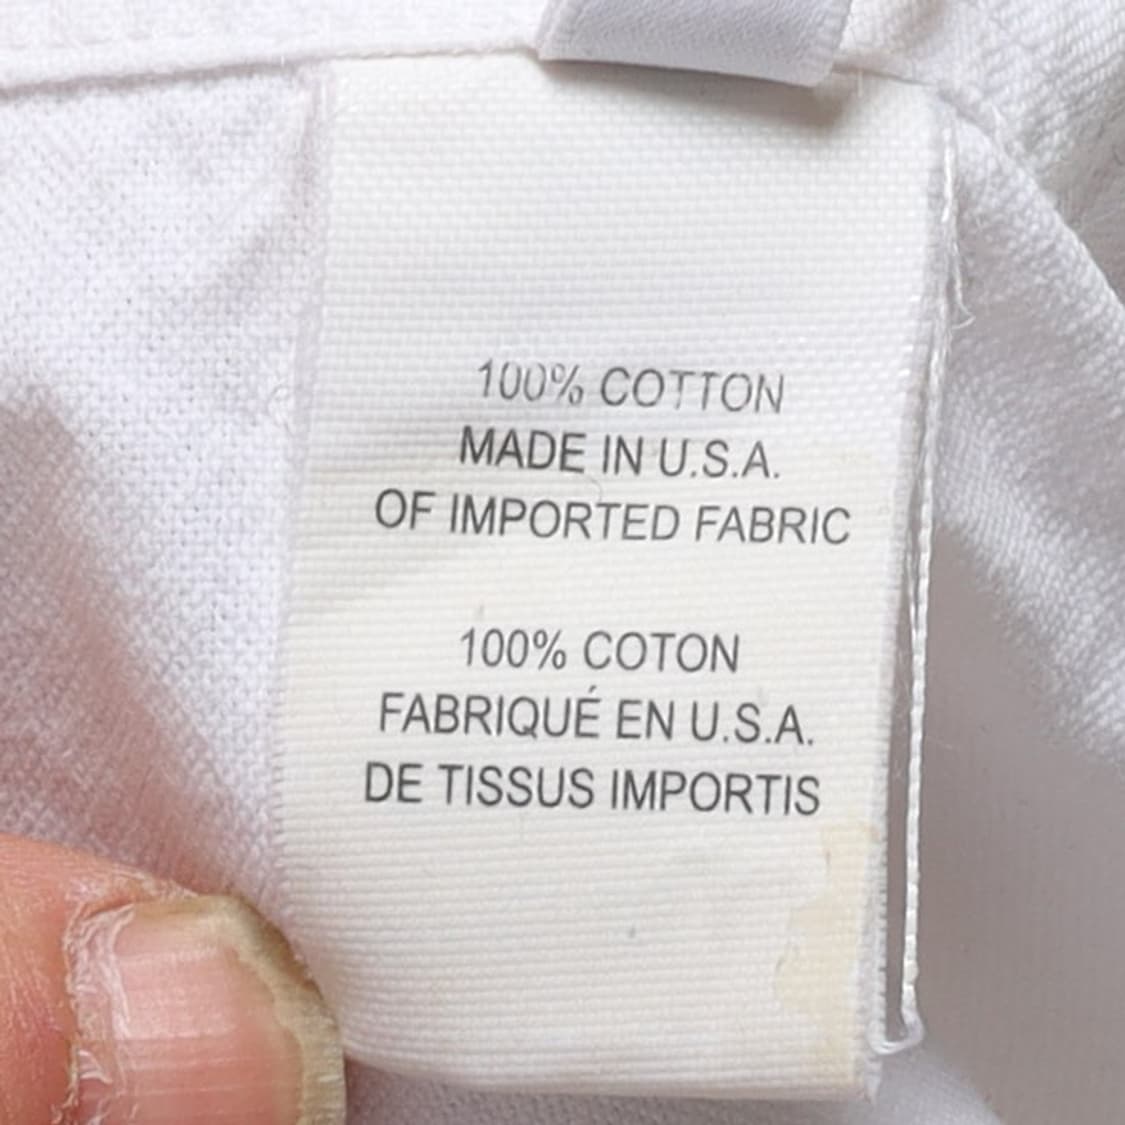 100% COTTON
MADE IN U.S.A.
OF IMPORTED FABRIC
100% COTON
FABRIQUÉ EN U.S.A.
DE TISSUS IMPORTIS